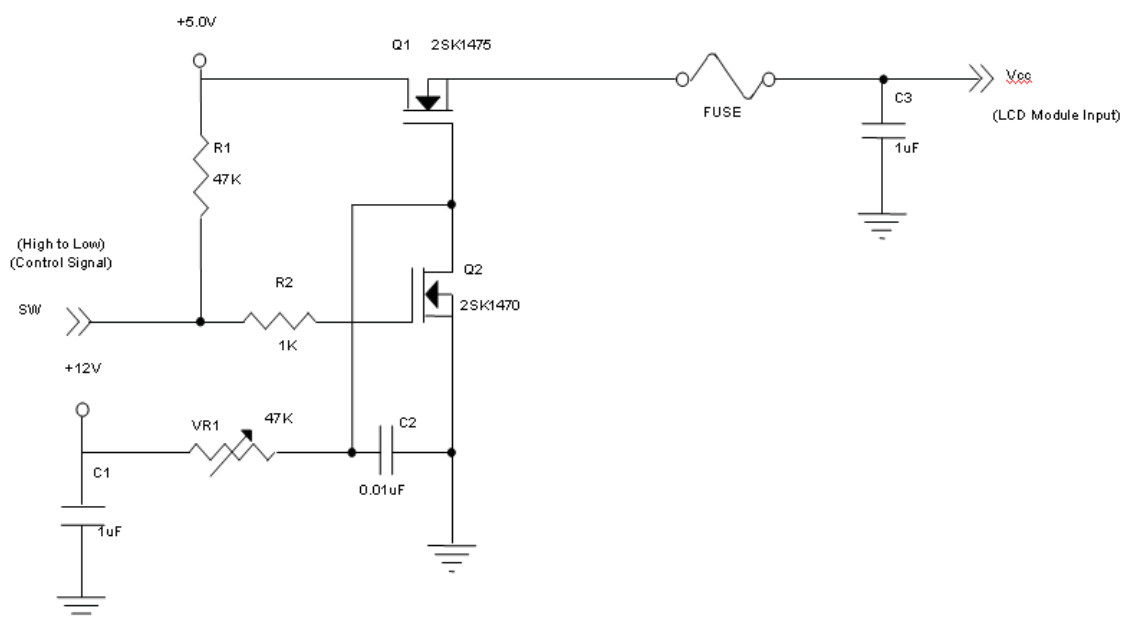 +5.0V
Q1 2SK1475
Vcc
C3
FUSE
(LCD Module Input)
R1
1uF
47K
(High to Low)
(Control Signal)
Q2
R2
SW
2SK1470
1K
+12V
47K
VR1
C2
C1
0.01uF
1uF